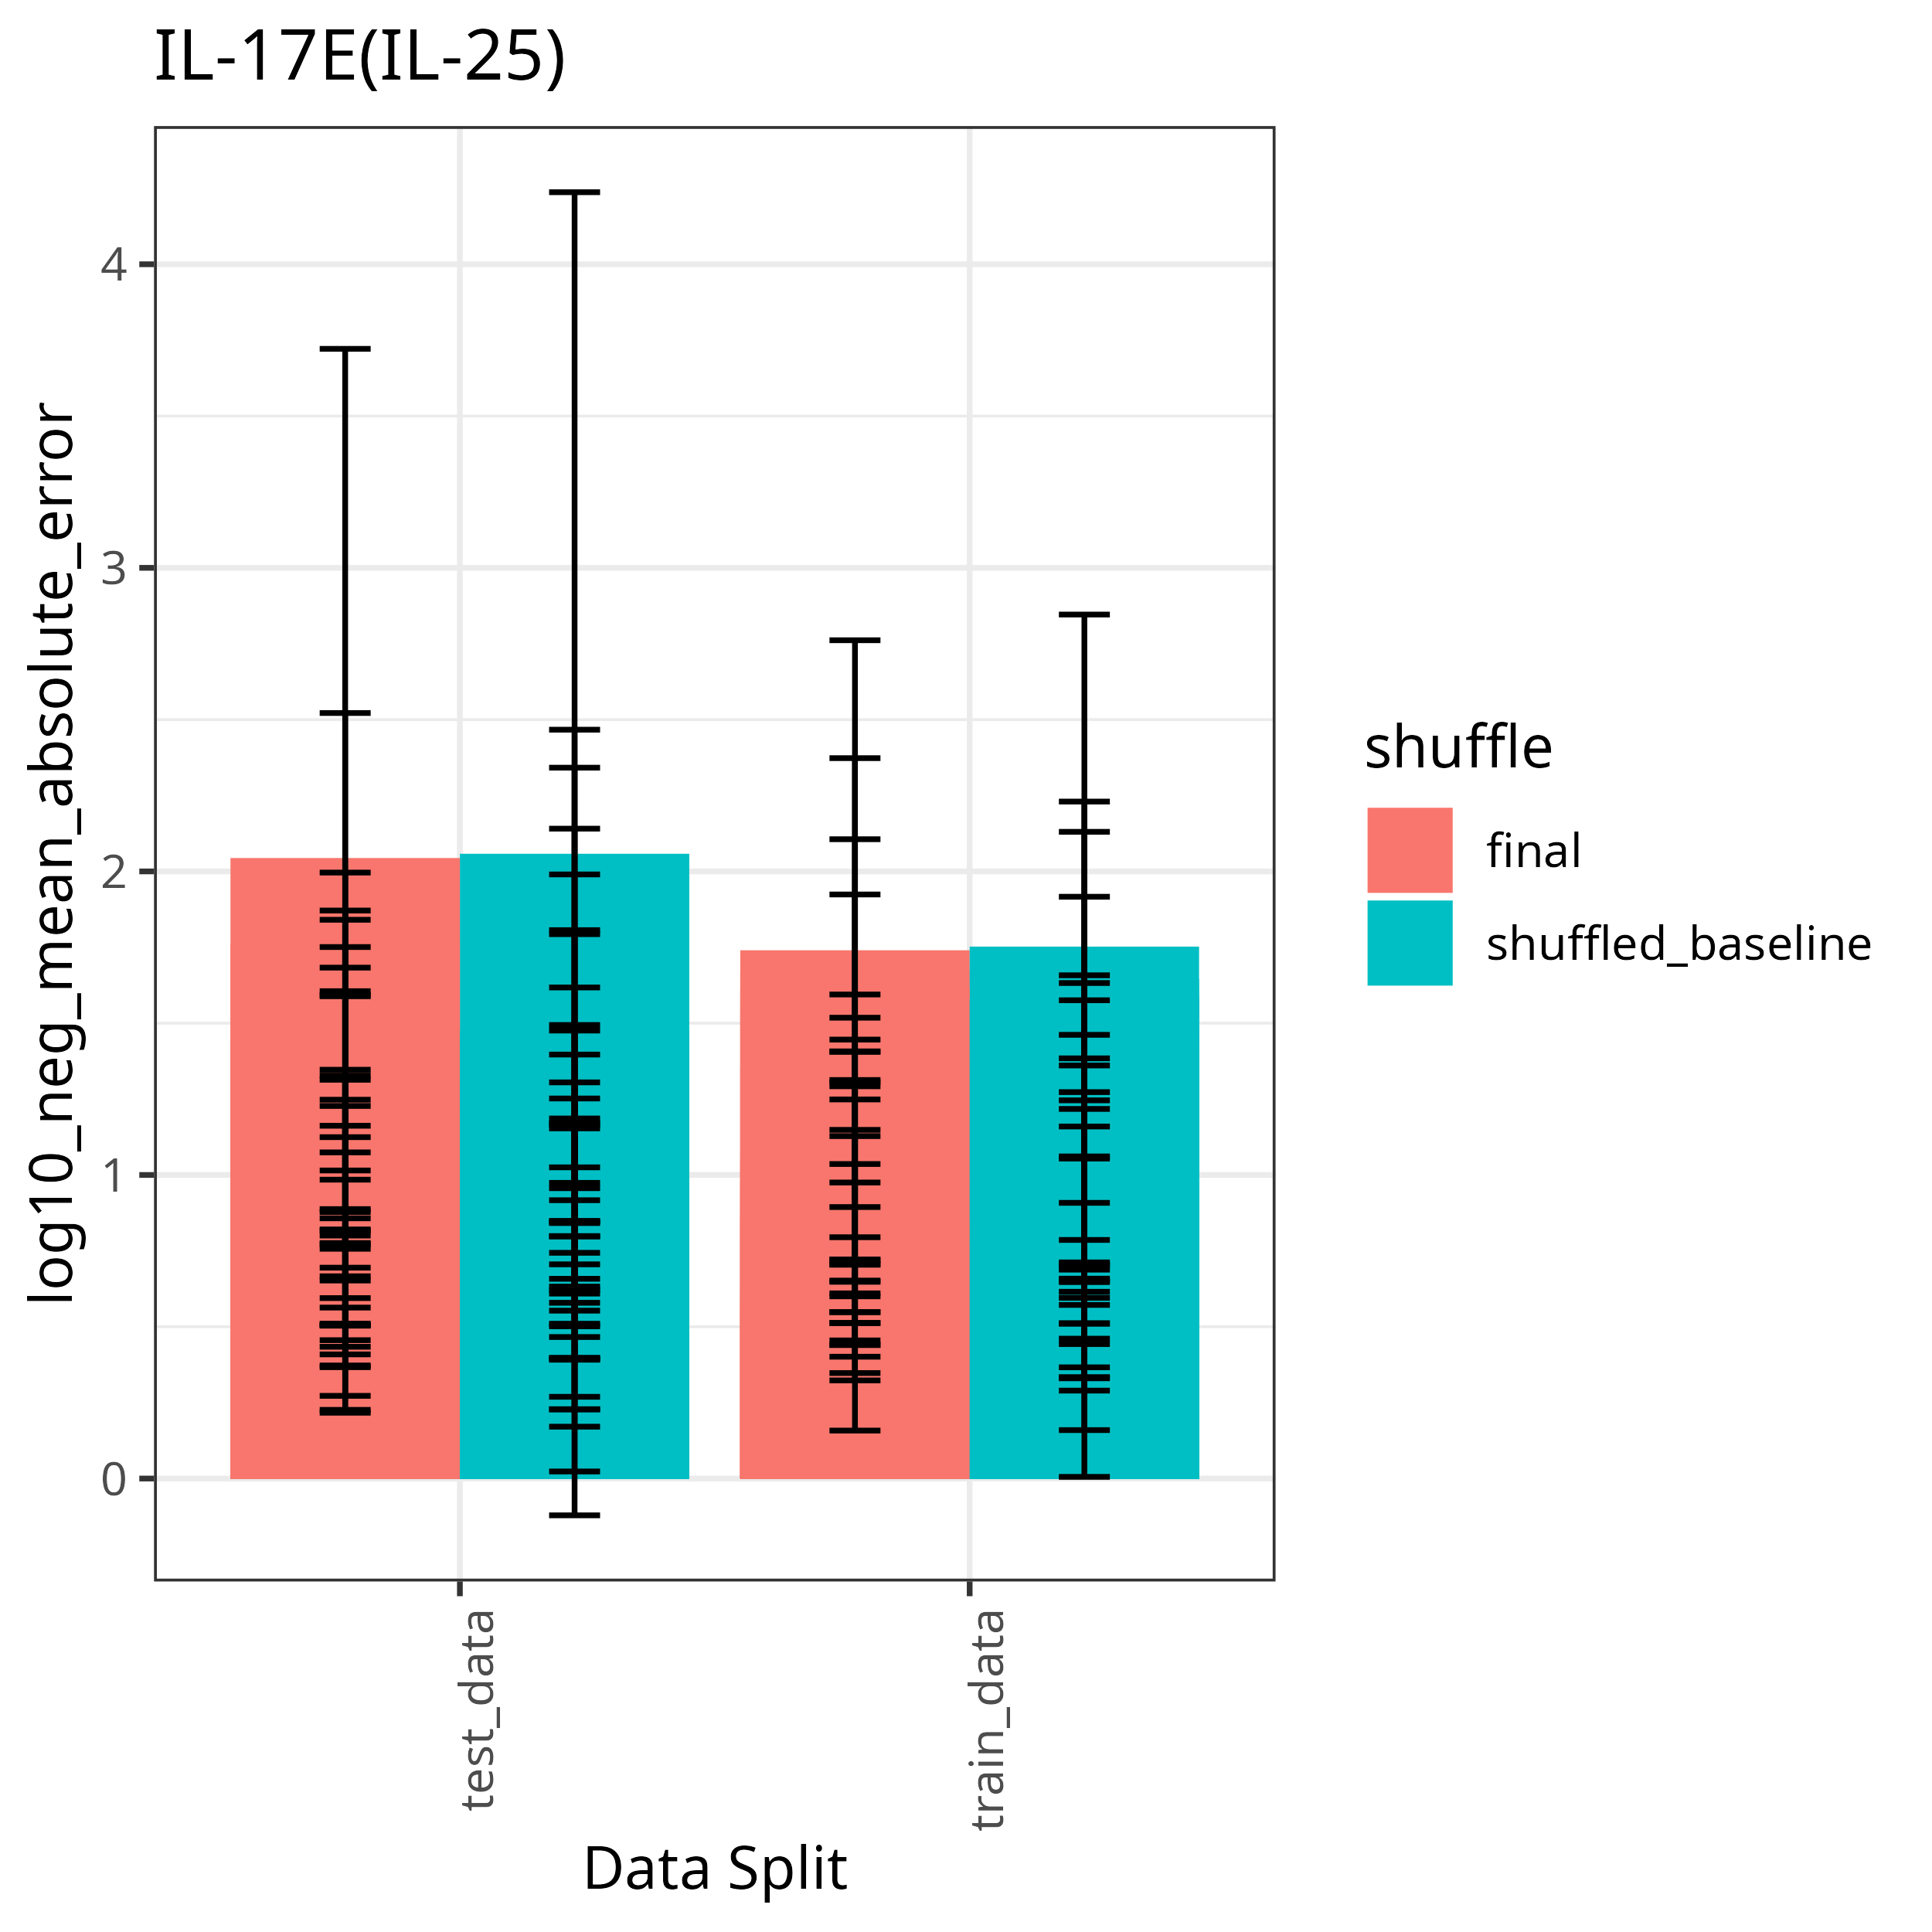 IL-17E(IL-25)
log10_neg_mean_absolute_error
4
3
2
1
0
test_data
train_data
Data Split
shuffle
final
shuffled_baseline